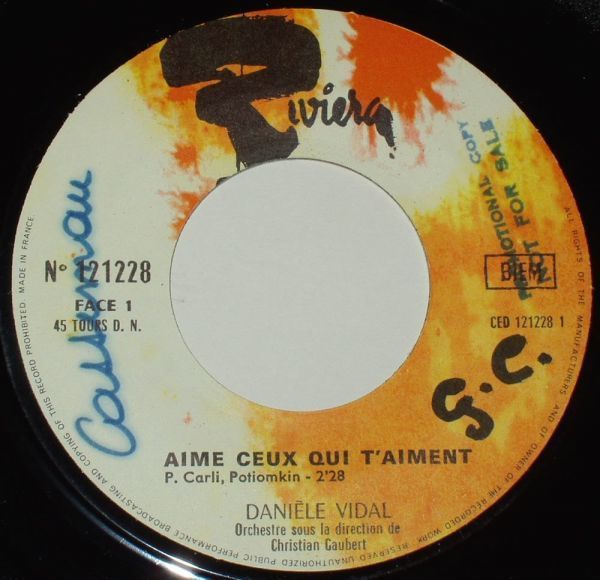 Riviera
PROMOTIONAL COPY
NOT FOR SALE
N° 121228
FACE 1
45 TOURS D. N.
BIEM
CED 121228 1
G.C.
AIME CEUX QUI T'AIMENT
P. Carli, Potiomkin - 2'28
DANIÈLE VIDAL
Orchestre sous la direction de
Christian Gaubert
ALL RIGHTS OF THE MANUFACTURERS AND OF OWNER OF THE RECORDED WORK RESERVED. UNAUTHORIZED PUBLIC PERFORMANCE BROADCASTING AND COPYING OF THIS RECORD PROHIBITED. MADE IN FRANCE